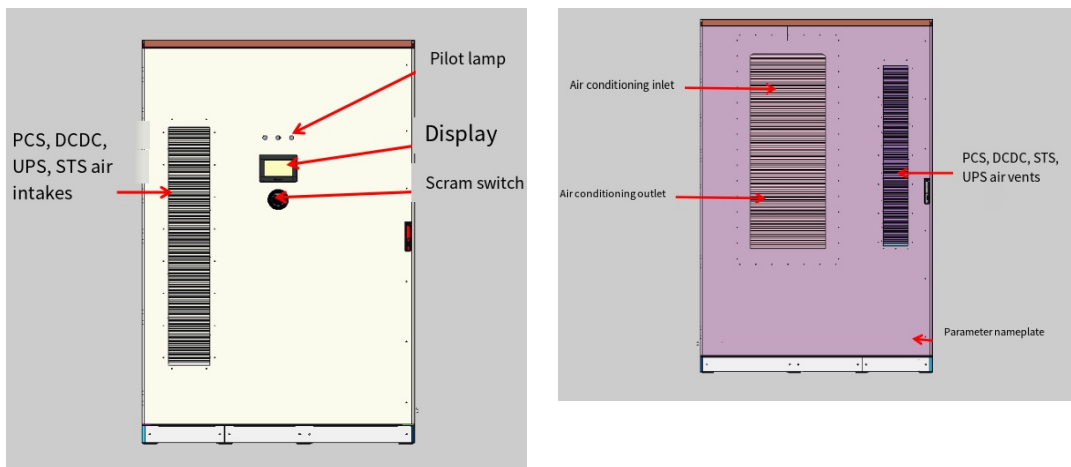 Pilot lamp
Display
Scram switch
PCS, DCDC,
UPS, STS air
intakes
Air conditioning inlet
Air conditioning outlet
PCS, DCDC, STS,
UPS air vents
Parameter nameplate